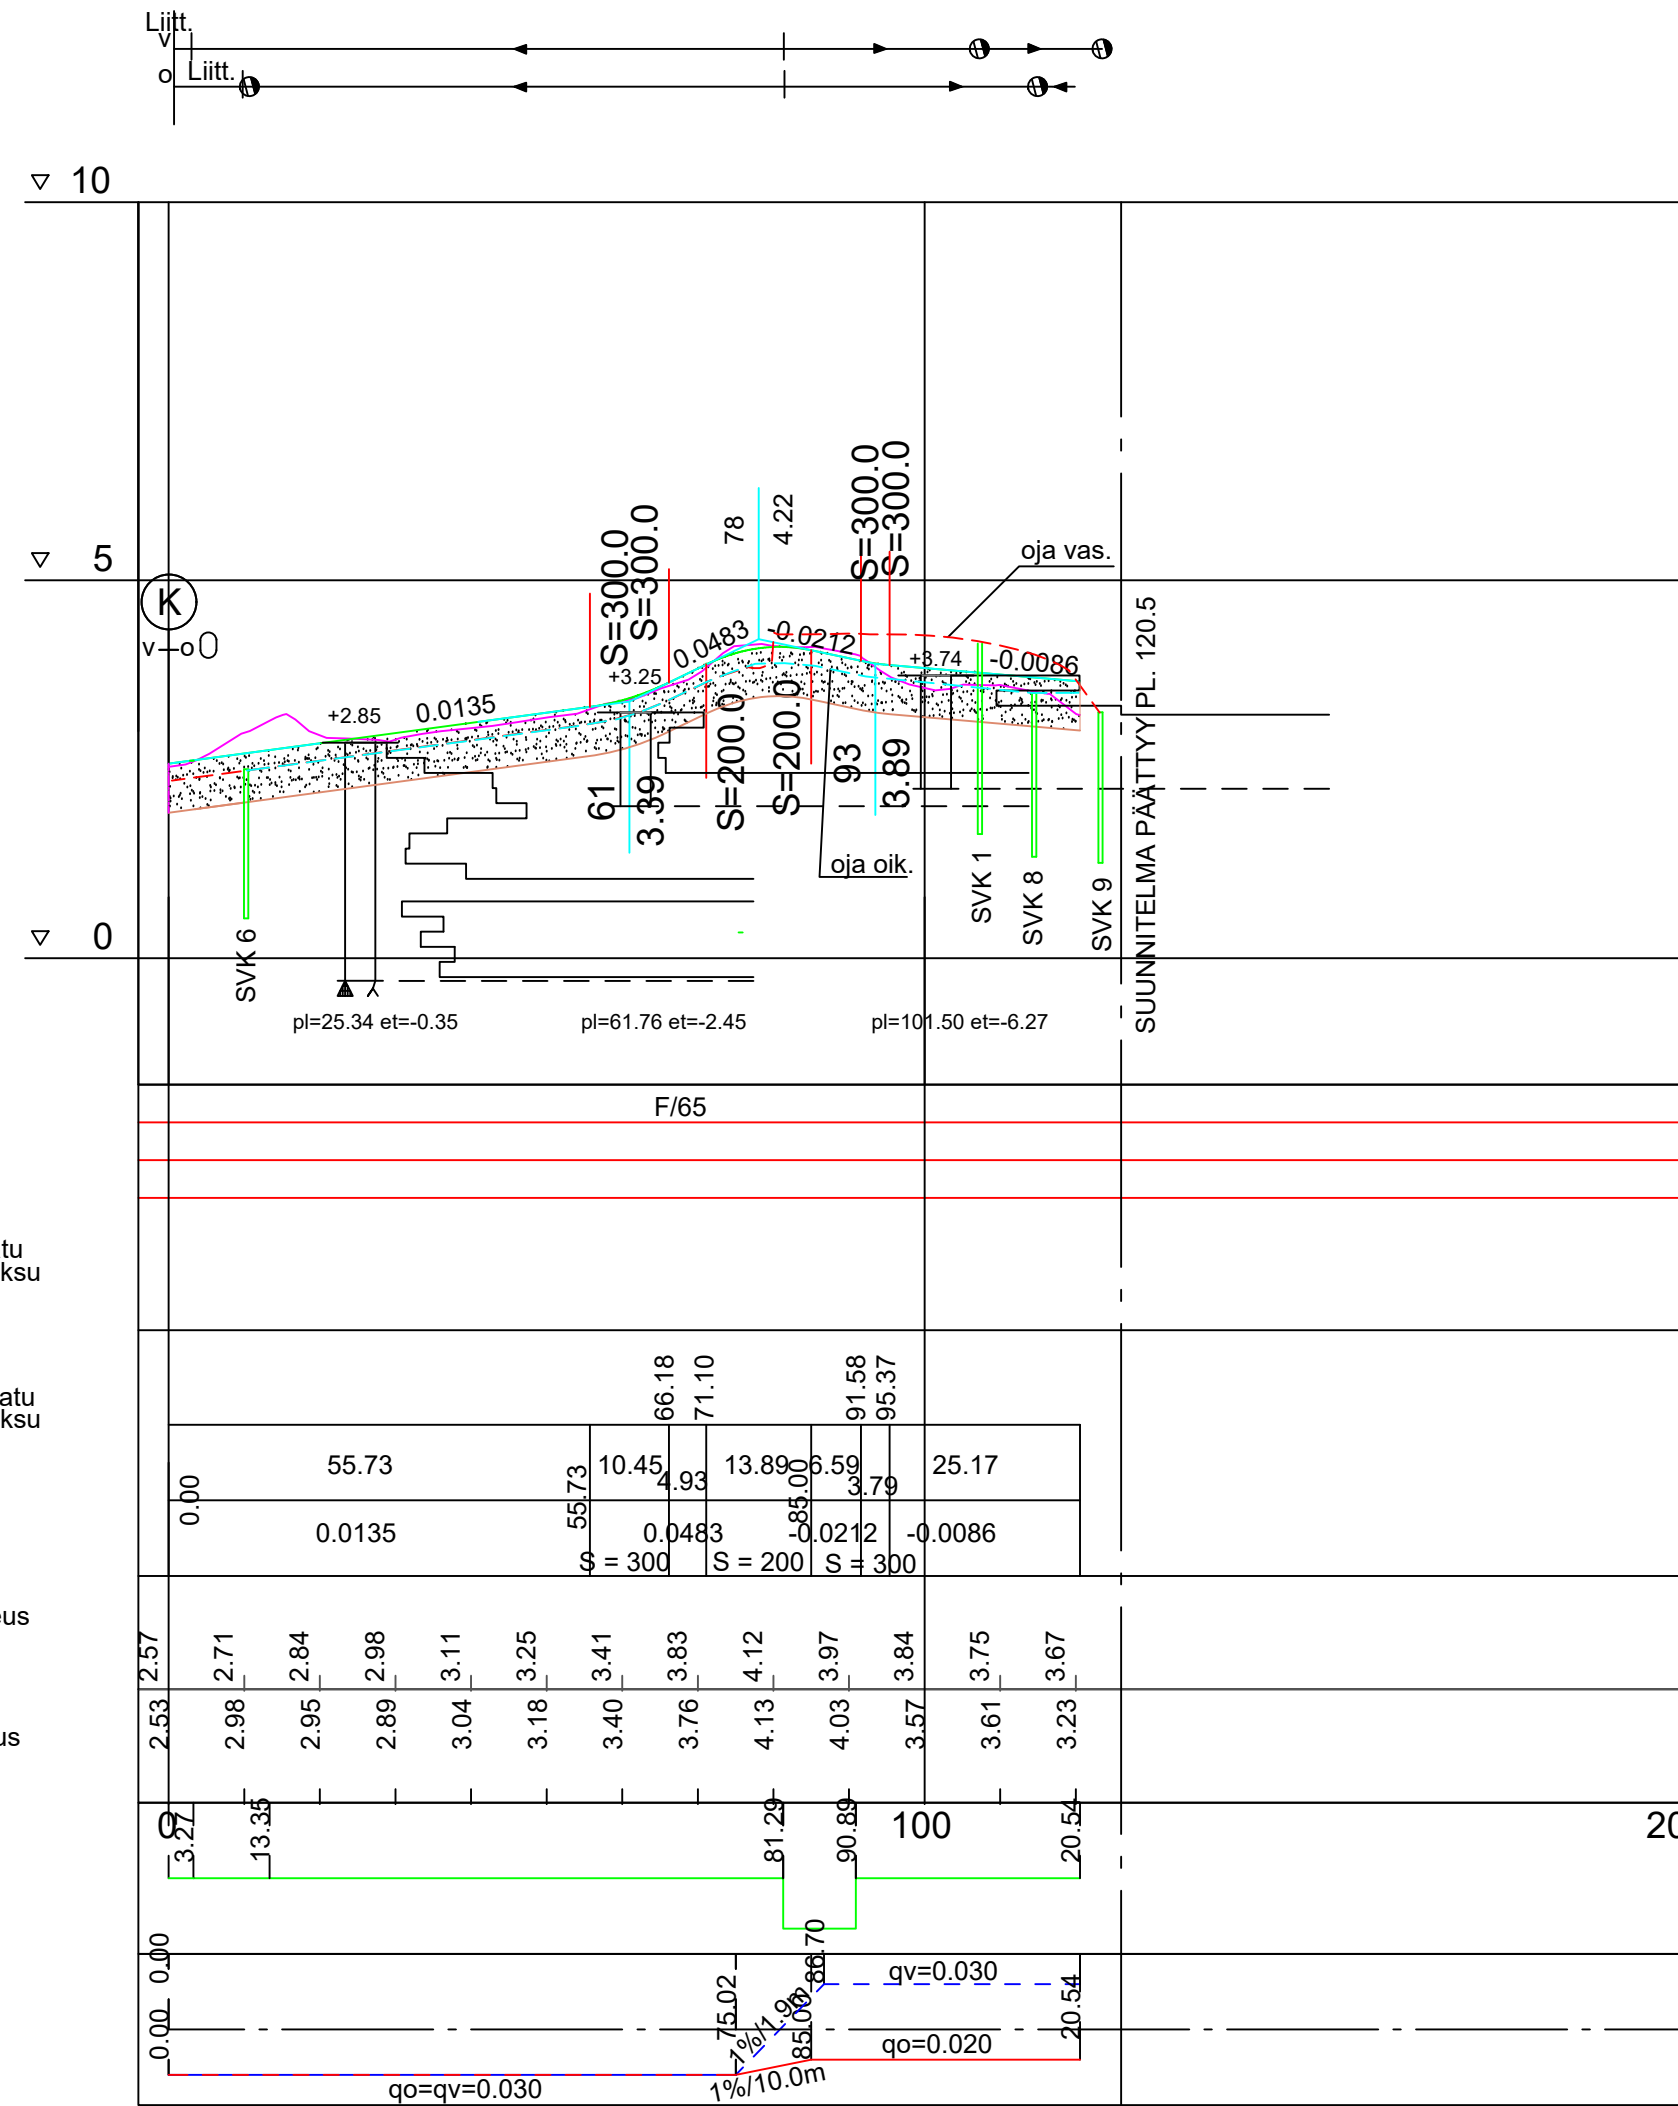 Liitt.
v
o Liitt.
10
5
K
v o
0
S=300.0
S=300.0
78
4.22
S=300.0
S=300.0
oja vas.
0.0135
0.0483
-0.0212
-0.0086
+2.85
+3.25
+3.74
61
3.39
S=200.0
S=200.0
93
3.89
oja oik.
SVK 6
SVK 1
SVK 8
SVK 9
SUUNNITELMA PÄÄTTYY PL. 120.5
pl=25.34 et=-0.35
pl=61.76 et=-2.45
pl=101.50 et=-6.27
F/65
tu
ksu
atu
ksu
66.18
71.10
91.58
95.37
0.00
55.73
55.73
10.45
4.93
13.89
85.00
6.59
3.79
25.17
0.0135
0.0483
-0.0212
-0.0086
S = 300
S = 200
S = 300
eus
2.57 2.71 2.84 2.98 3.11 3.25 3.41 3.83 4.12 3.97 3.84 3.75 3.67
us
2.53 2.98 2.95 2.89 3.04 3.18 3.40 3.76 4.13 4.03 3.57 3.61 3.23
0 100 20
3.27 13.35 81.29 90.89 20.54
0.00
0.00
75.02
1%/1.9m
85.00
86.70
qv=0.030
20.54
qo=0.020
qo=qv=0.030
1%/10.0m